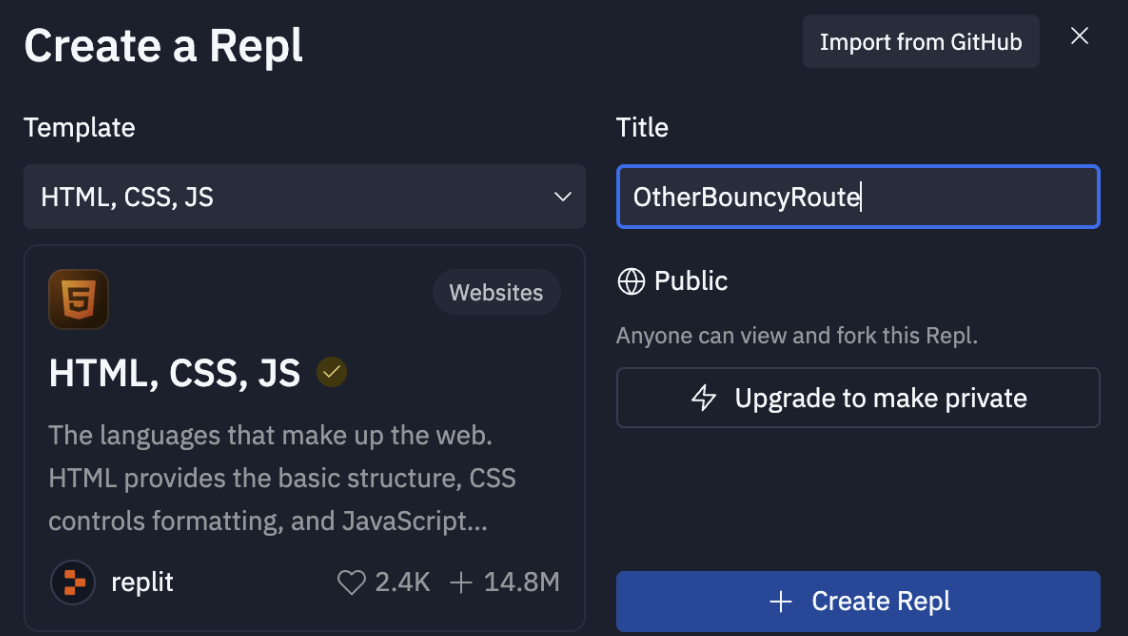 Create a Repl
Import from GitHub
Template
Title
HTML, CSS, JS
OtherBouncyRoute
Websites
HTML, CSS, JS
The languages that make up the web.
HTML provides the basic structure, CSS
controls formatting, and JavaScript...
replit
2.4K
14.8M
Public
Anyone can view and fork this Repl.
Upgrade to make private
Create Repl